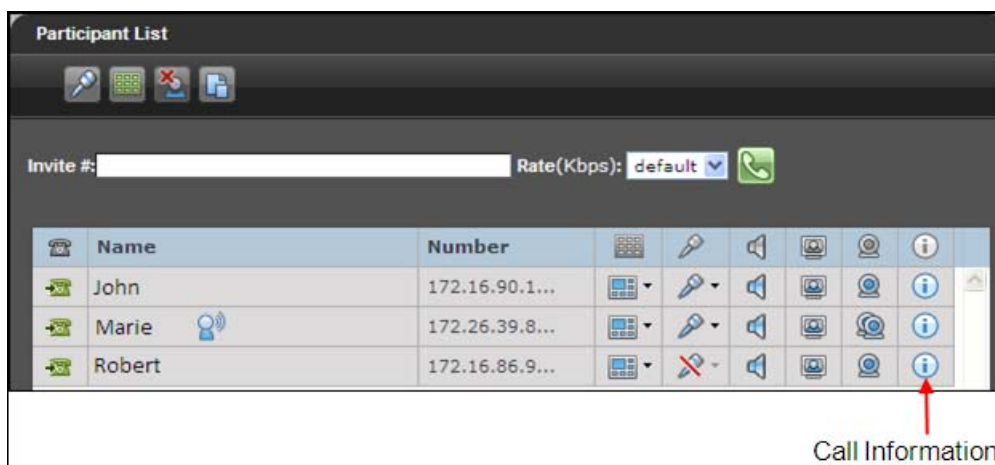 Participant List
Invite #: Rate(Kbps): default
Name Number
John 172.16.90.1...
Marie 172.26.39.8...
Robert 172.16.86.9...
Call Information